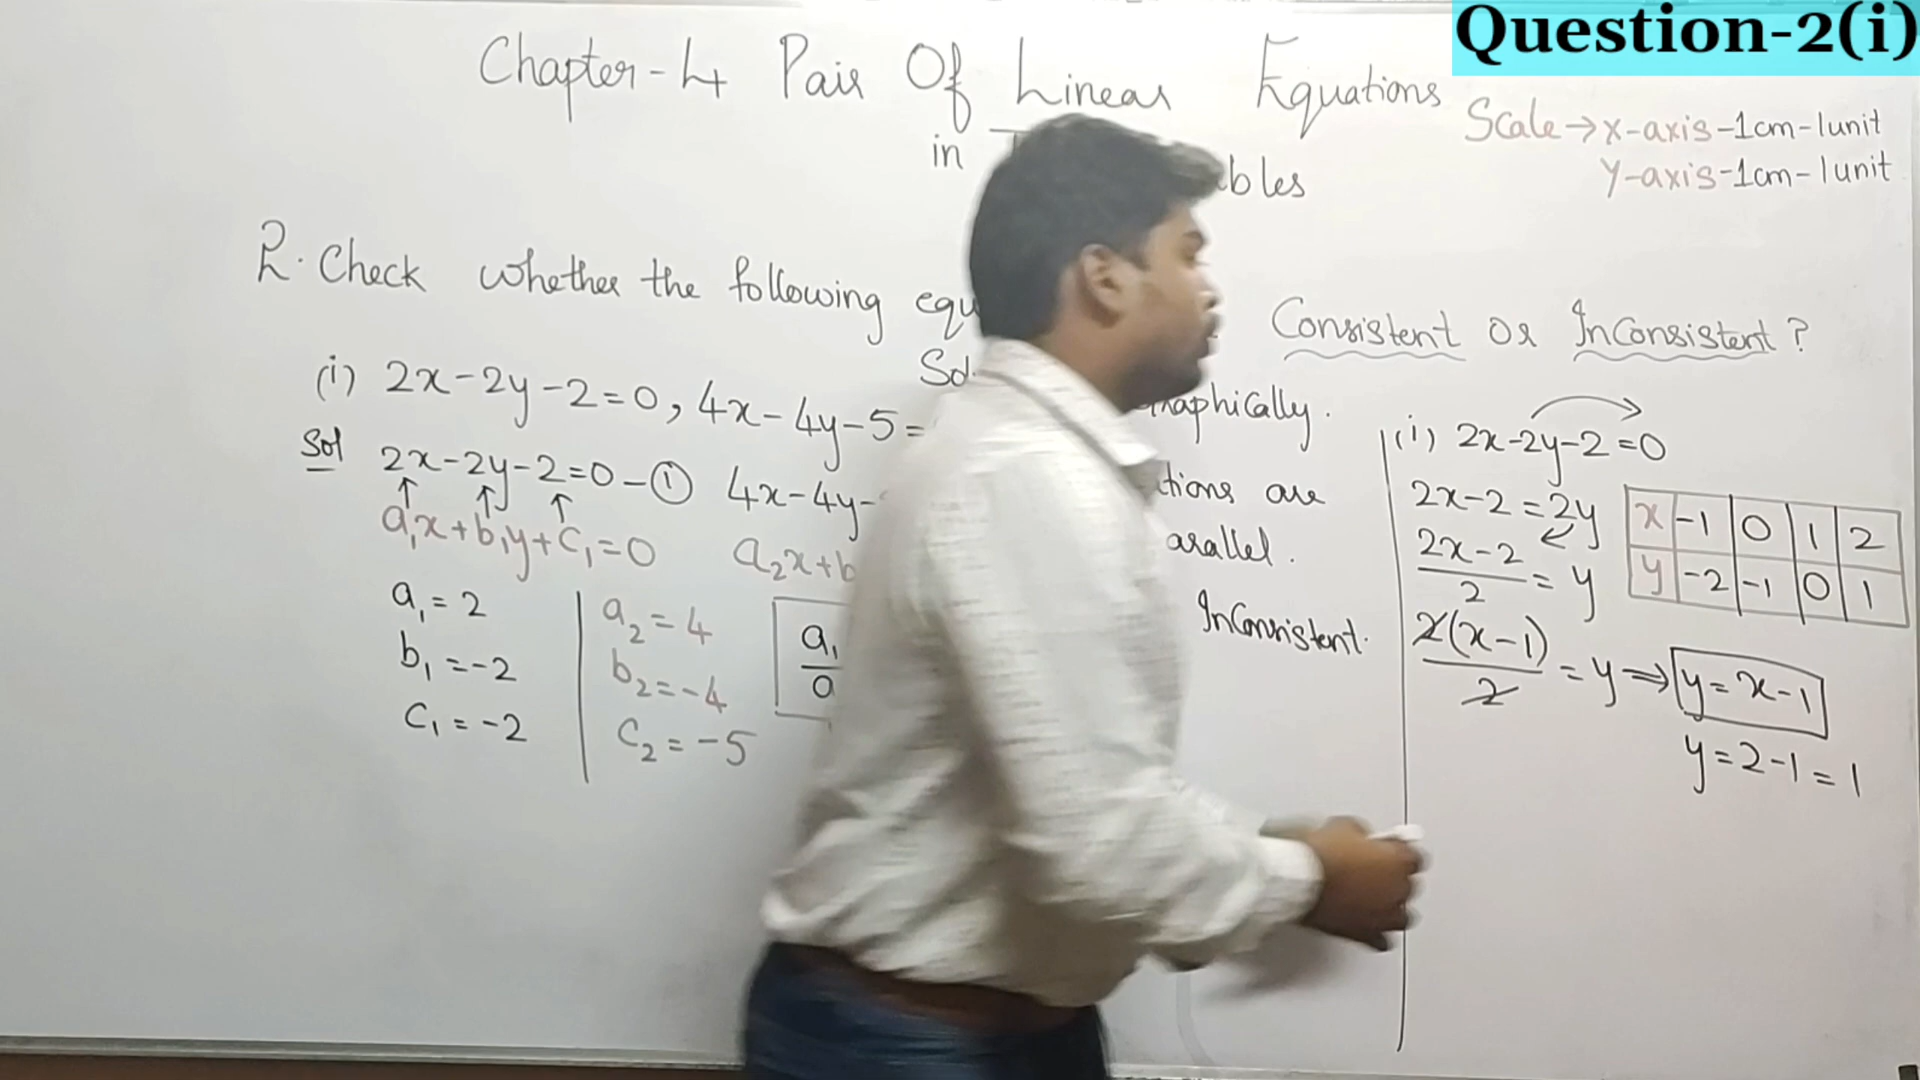 Question-2(i)
Chapter-4 Pair Of Linear Equations
in bles
Scale→x-axis-1cm-1unit
Y-axis-1cm-1unit
2. Check whether the following equ Consistent or InConsistent?
Sol aphically.
(i) 2x-2y-2=0, 4x-4y-5=
Sol 2x-2y-2=0-① 4x-4y-
a₁x+b₁y+c₁=0 a₂x+b
a₁=2
b₁=-2
c₁=-2
a₂=4
b₂=-4
c₂=-5
a₁
a
tions are
arallel.
InConsistent.
(i) 2x-2y-2=0
2x-2=2y
2x-2/2=y
2(x-1)/2=y⇒y=x-1
y=2-1=1
x -1 0 1 2
y -2 -1 0 1